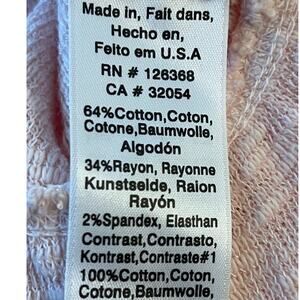 Made in, Fait dans,
Hecho en,
Feito em U.S.A
RN # 126368
CA # 32054
64%Cotton,Coton,
Cotone,Baumwolle,
Algodón
34%Rayon, Rayonne
Kunstseide, Raion
Rayón
2%Spandex, Elasthan
Contrast,Contrasto,
Kontrast,Contraste#1
100%Cotton,Coton,
Cotone,Baumwolle,